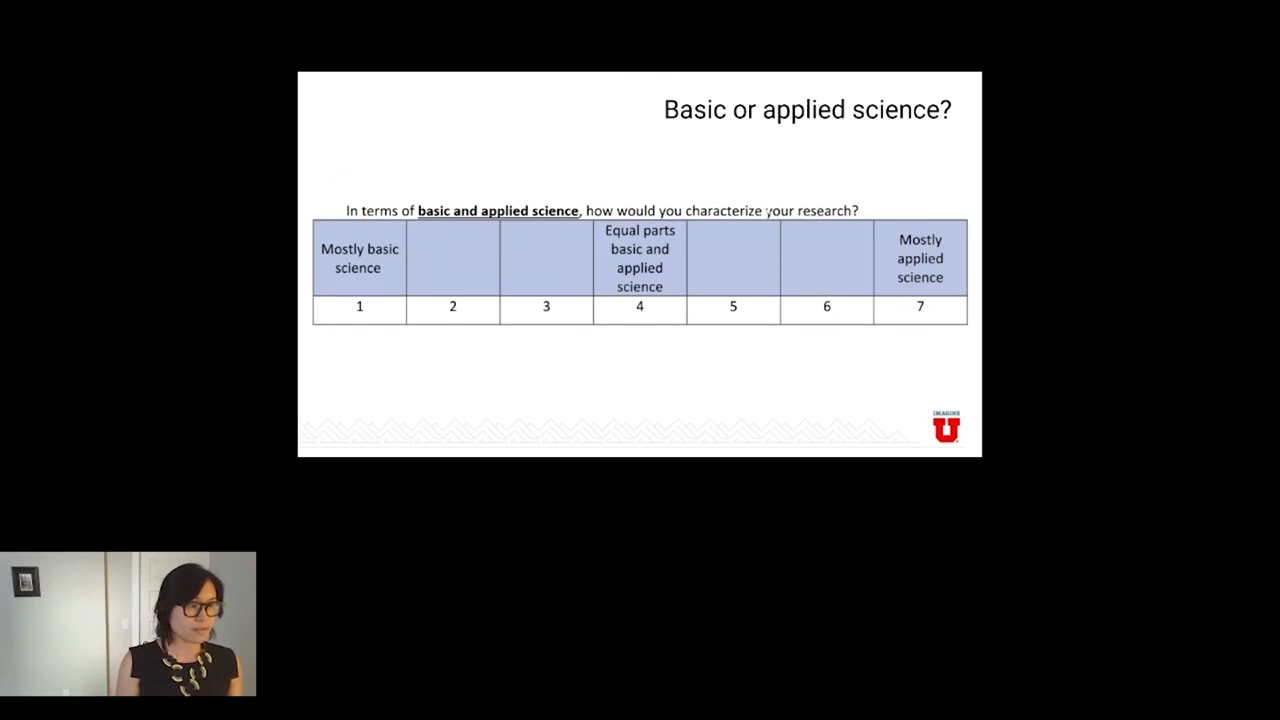 Basic or applied science?
In terms of basic and applied science, how would you characterize your research?
Mostly basic
science
Equal parts
basic and
applied
science
Mostly
applied
science
1 2 3 4 5 6 7
IMAGINE
U